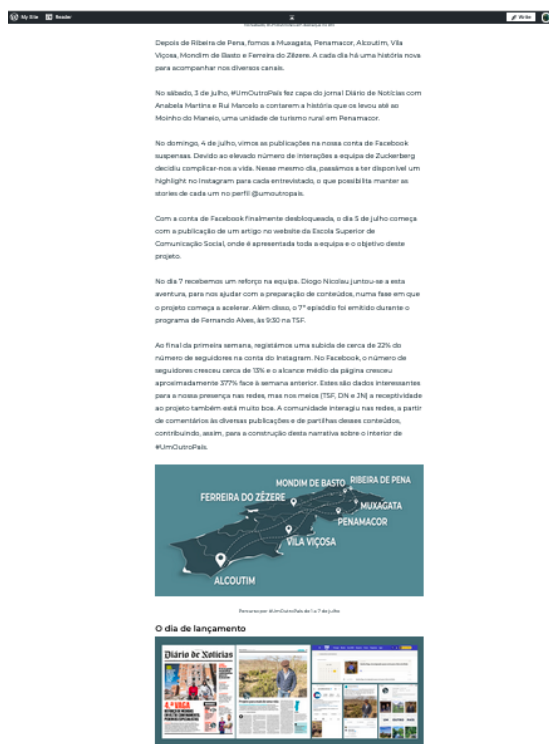 My Site Reader Write
Depois de Ribeira de Pena, fomos a Muxagata, Penamacor, Alcoutim, Vila
Viçosa, Mondim de Basto e Ferreira do Zêzere. A cada dia há uma história nova
para acompanhar nos diversos canais.
No sábado, 3 de julho, #UmOutroPaís fez capa do jornal Diário de Notícias com
Anabela Martins e Rui Marcelo a contarem a história que os levou até ao
Moinho do Maneio, uma unidade de turismo rural em Penamacor.
No domingo, 4 de julho, vimos as publicações na nossa conta de Facebook
suspensas. Devido ao elevado número de interações a equipa de Zuckerberg
decidiu complicar-nos a vida. Nesse mesmo dia, passámos a ter disponível um
highlight no Instagram para cada entrevistado, o que possibilita manter as
stories de cada um no perfil @umoutropais.
Com a conta de Facebook finalmente desbloqueada, o dia 5 de julho começa
com a publicação de um artigo no website da Escola Superior de
Comunicação Social, onde é apresentada toda a equipa e o objetivo deste
projeto.
No dia 7 recebemos um reforço na equipa. Diogo Nicolau juntou-se a esta
aventura, para nos ajudar com a preparação de conteúdos, numa fase em que
o projeto começa a acelerar. Além disso, o 7º episódio foi emitido durante o
programa de Fernando Alves, às 9:30 na TSF.
Ao final da primeira semana, registámos uma subida de cerca de 22% do
número de seguidores na conta do Instagram. No Facebook, o número de
seguidores cresceu cerca de 13% e o alcance médio da página cresceu
aproximadamente 377% face à semana anterior. Estes são dados interessantes
para a nossa presença nas redes, mas nos meios (TSF, DN e JN) a receptividade
ao projeto também está muito boa. A comunidade interagiu nas redes, a partir
de comentários às diversas publicações e de partilhas desses conteúdos,
contribuindo, assim, para a construção desta narrativa sobre o interior de
#UmOutroPaís.
MONDIM DE BASTO RIBEIRA DE PENA
FERREIRA DO ZÊZERE
MUXAGATA
PENAMACOR
VILA VIÇOSA
ALCOUTIM
Percurso por #UmOutroPaís de 1 a 7 de julho
O dia de lançamento
Diário de Notícias
4.ª VAGA